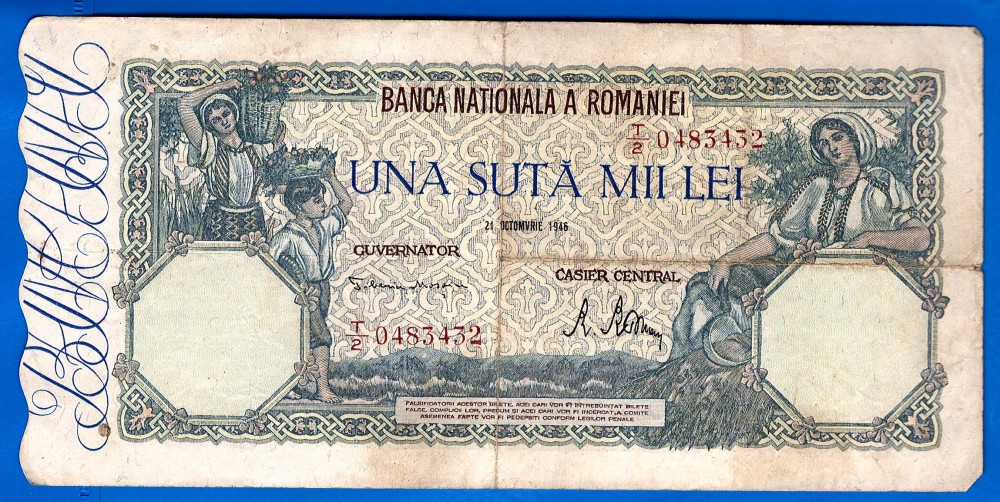 BANCA NATIONALA A ROMANIEI
T/2 0483432
UNA SUTĂ MII LEI
21 OCTOMVRIE 1946
GUVERNATOR
CASIER CENTRAL
T/2 0483432
FALSIFICATORII ACESTOR BILETE, ACEI CARI VOR FI INTREBUINTAT BILETE
FALSE, COMPLICII LOR, PRECUM SI ACEI CARI VOR FI INCERCAT A COMITE
ASEMENEA FAPTE VOR FI PEDEPSITI CONFORM LEGILOR PENALE